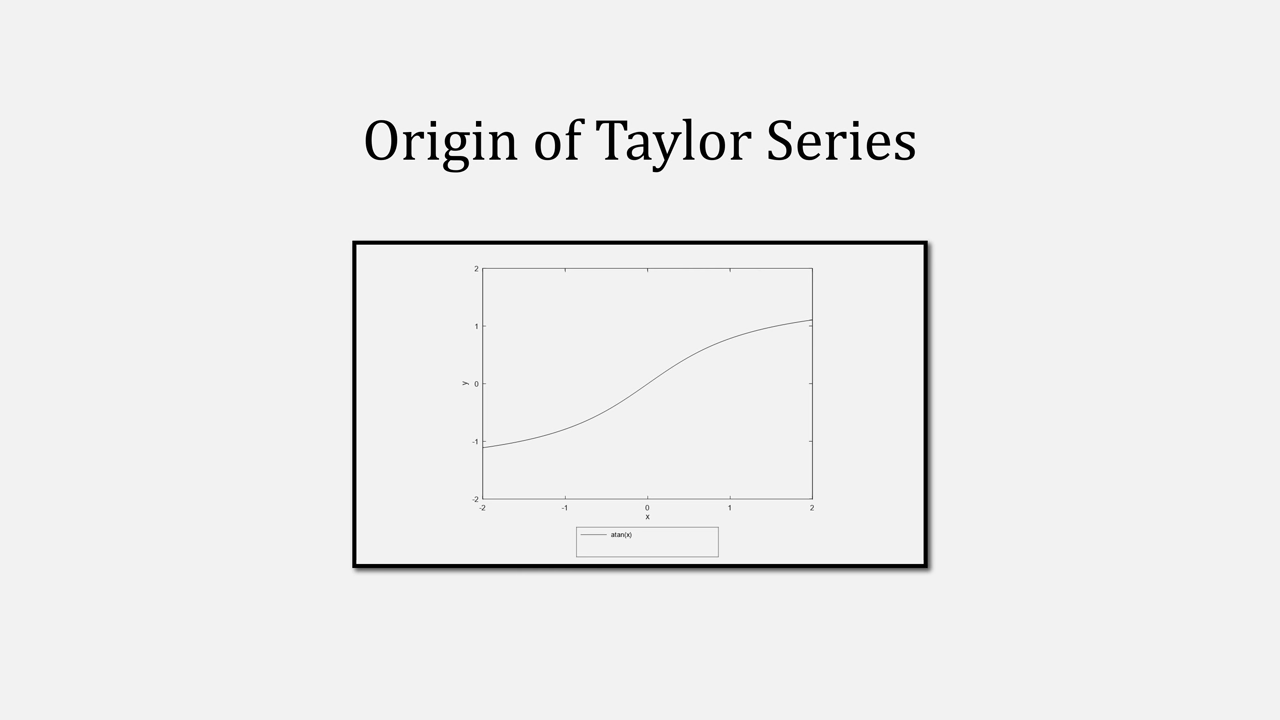 Origin of Taylor Series
2
1
y 0
-1
-2
-2 -1 0 1 2
x
atan(x)